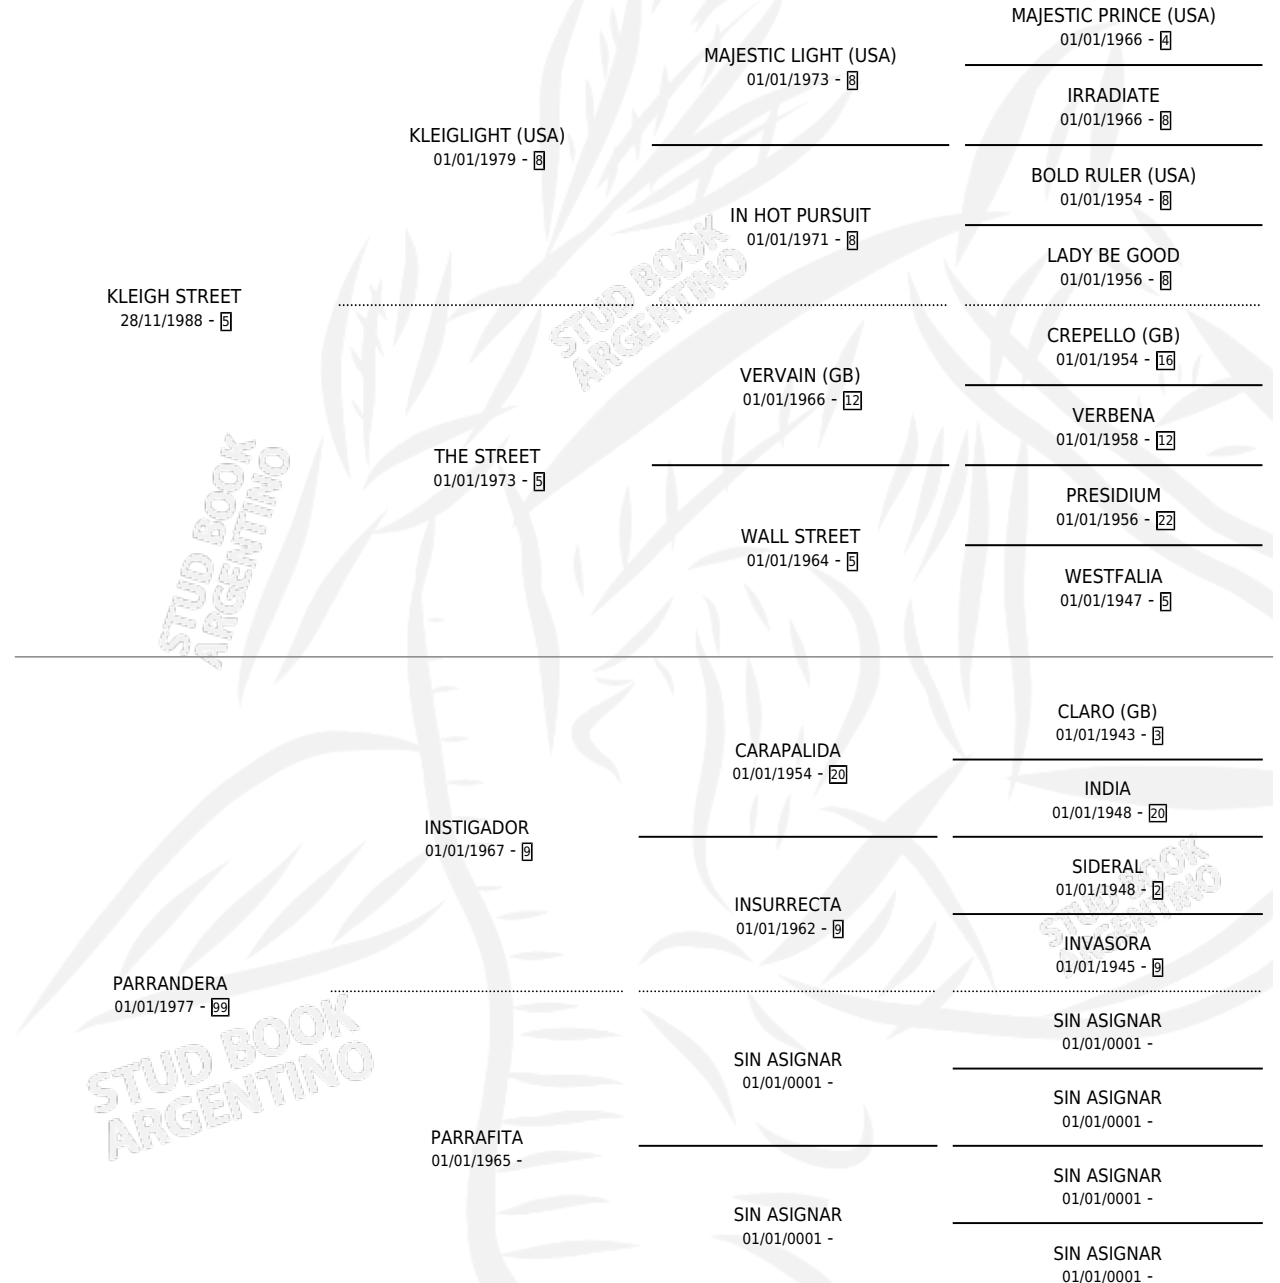 MAJESTIC PRINCE (USA)
01/01/1966 - 4
MAJESTIC LIGHT (USA)
01/01/1973 - 8
IRRADIATE
01/01/1966 - 8
KLEIGLIGHT (USA)
01/01/1979 - 8
BOLD RULER (USA)
01/01/1954 - 8
IN HOT PURSUIT
01/01/1971 - 8
LADY BE GOOD
01/01/1956 - 8
KLEIGH STREET
28/11/1988 - 5
STUD BOOK
ARGENTINO
CREPELLO (GB)
01/01/1954 - 16
VERVAIN (GB)
01/01/1966 - 12
VERBENA
01/01/1958 - 12
THE STREET
01/01/1973 - 5
PRESIDIUM
01/01/1956 - 22
WALL STREET
01/01/1964 - 5
WESTFALIA
01/01/1947 - 5
STUD BOOK
ARGENTINO
CLARO (GB)
01/01/1943 - 3
CARAPALIDA
01/01/1954 - 20
INDIA
01/01/1948 - 20
INSTIGADOR
01/01/1967 - 9
SIDERAL
01/01/1948 - 2
INSURRECTA
01/01/1962 - 9
STUD BOOK
ARGENTINO
INVASORA
01/01/1945 - 9
PARRANDERA
01/01/1977 - 99
SIN ASIGNAR
01/01/0001 -
SIN ASIGNAR
01/01/0001 -
STUD BOOK
ARGENTINO
SIN ASIGNAR
01/01/0001 -
PARRAFITA
01/01/1965 -
SIN ASIGNAR
01/01/0001 -
SIN ASIGNAR
01/01/0001 -
SIN ASIGNAR
01/01/0001 -